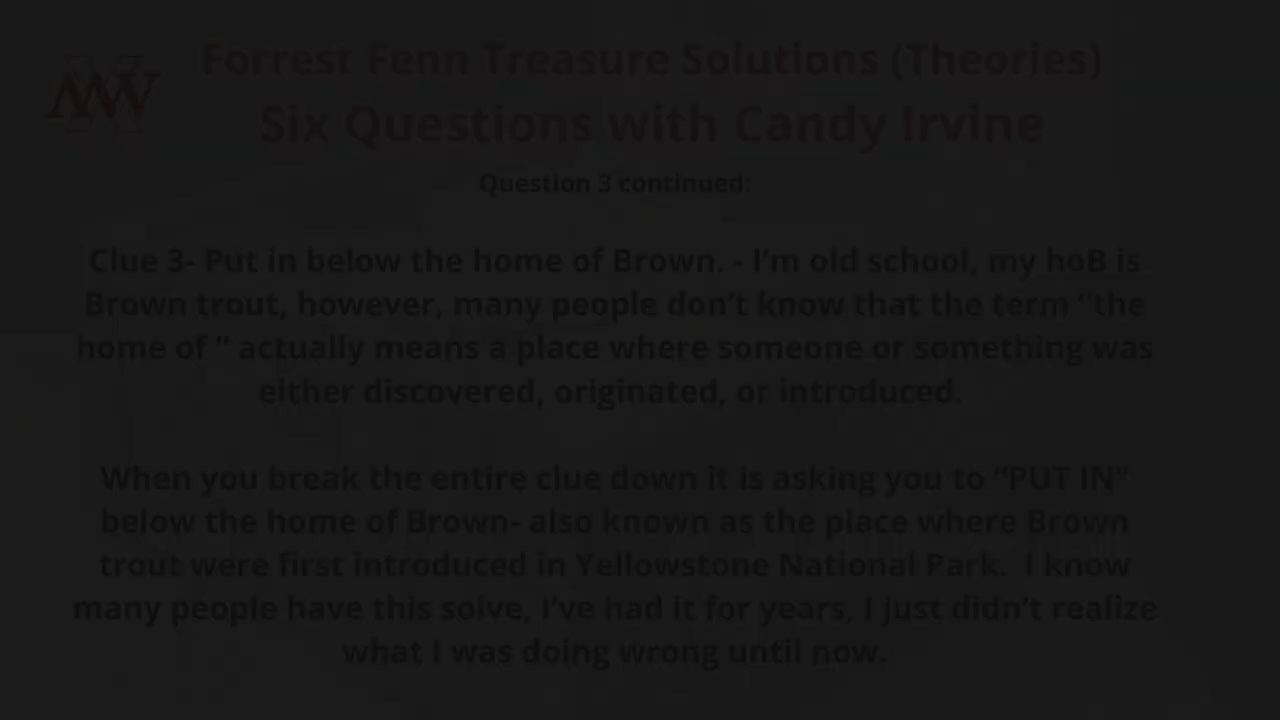 Forrest Fenn Treasure Solutions (Theories)
Six Questions with Candy Irvine
Question 3 continued:
Clue 3- Put in below the home of Brown. - I’m old school, my hoB is
Brown trout, however, many people don’t know that the term “the
home of ” actually means a place where someone or something was
either discovered, originated, or introduced.
When you break the entire clue down it is asking you to “PUT IN”
below the home of Brown- also known as the place where Brown
trout were first introduced in Yellowstone National Park.  I know
many people have this solve, I’ve had it for years, I just didn’t realize
what I was doing wrong until now.